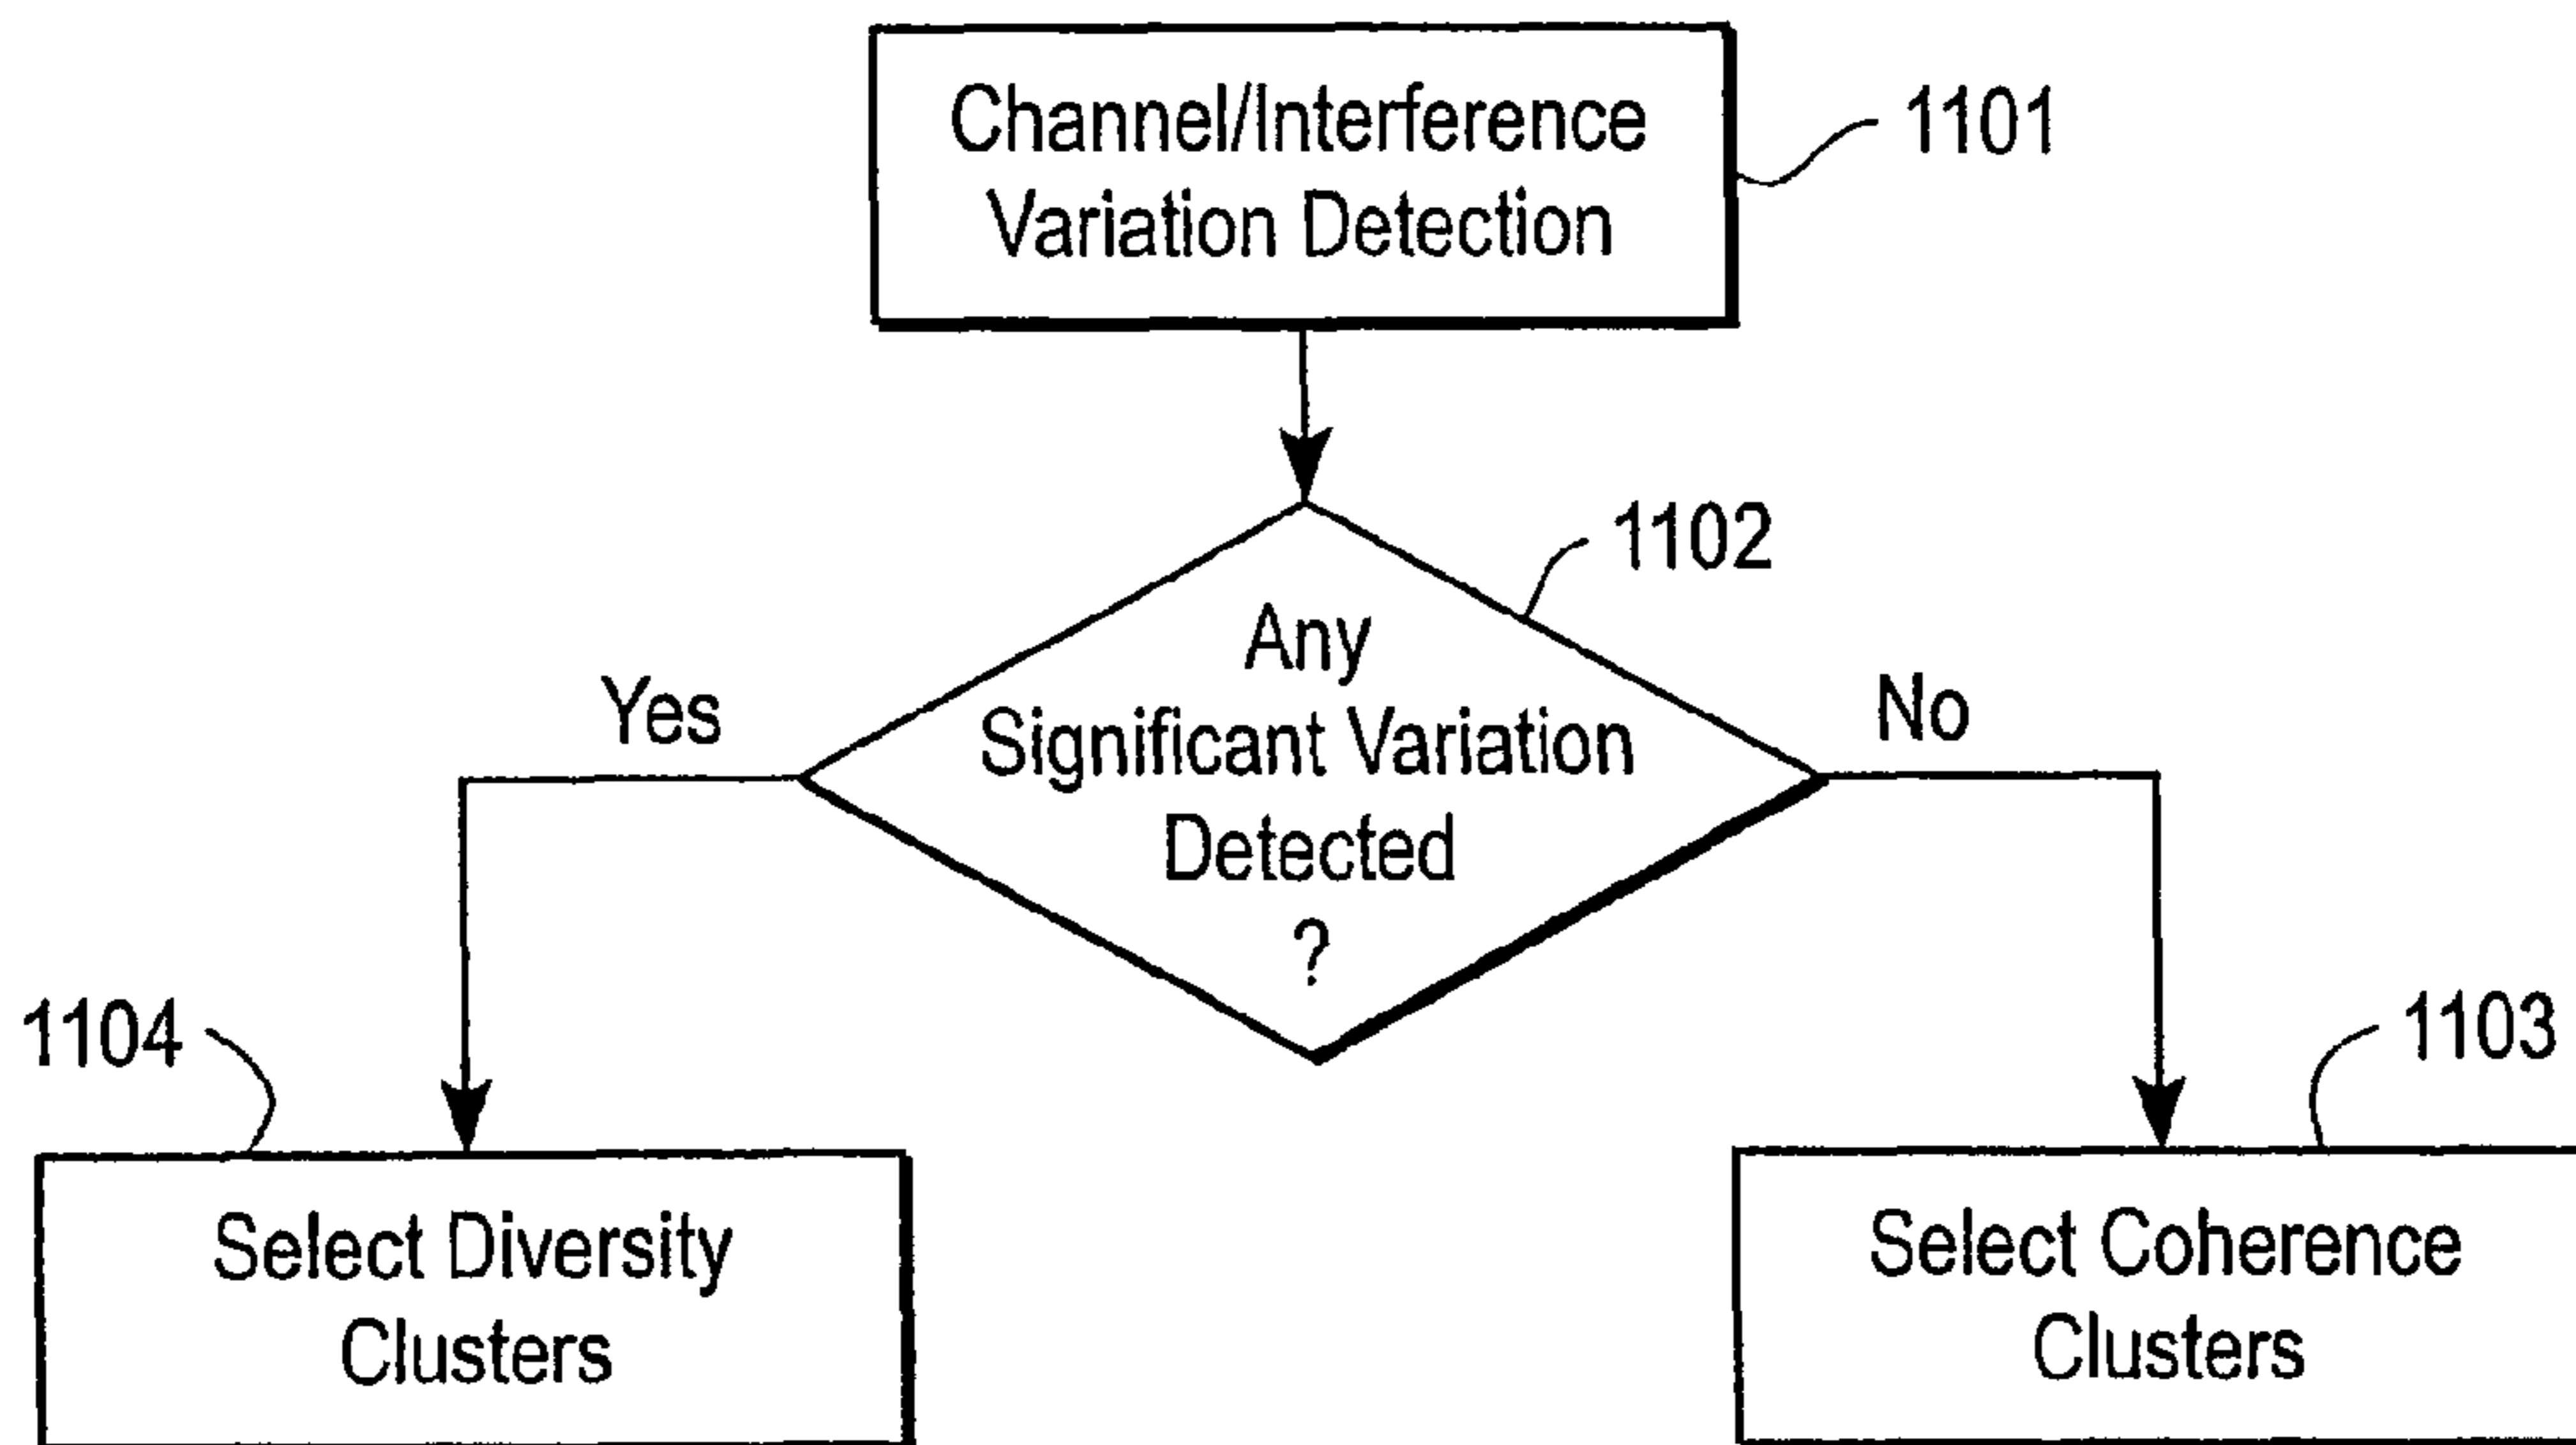 Channel/Interference
Variation Detection
1101
1102
Any
Significant Variation
Detected
?
Yes
No
1104
1103
Select Diversity
Clusters
Select Coherence
Clusters